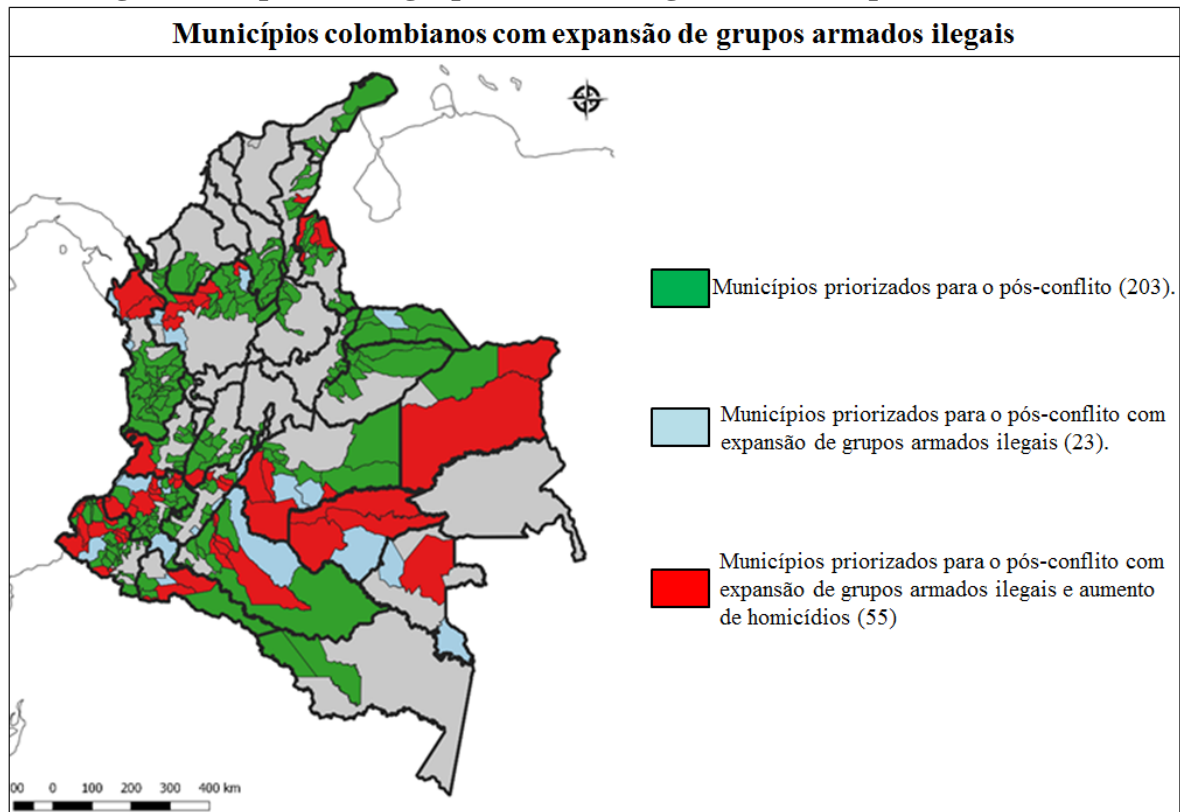 Municípios colombianos com expansão de grupos armados ilegais
Municípios priorizados para o pós-conflito (203).
Municípios priorizados para o pós-conflito com
expansão de grupos armados ilegais (23).
Municípios priorizados para o pós-conflito com
expansão de grupos armados ilegais e aumento
de homicídios (55)
00 0 100 200 300 400 km